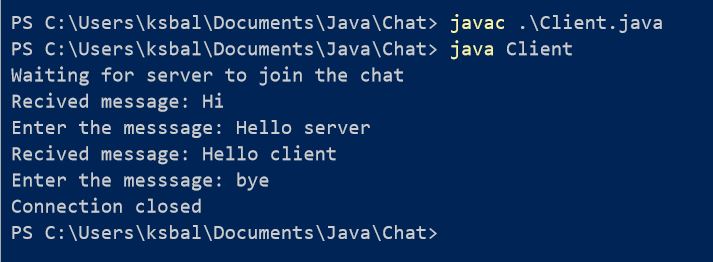 PS C:\Users\ksbal\Documents\Java\Chat> javac .\Client.java
PS C:\Users\ksbal\Documents\Java\Chat> java Client
Waiting for server to join the chat
Recived message: Hi
Enter the messsage: Hello server
Recived message: Hello client
Enter the messsage: bye
Connection closed
PS C:\Users\ksbal\Documents\Java\Chat>